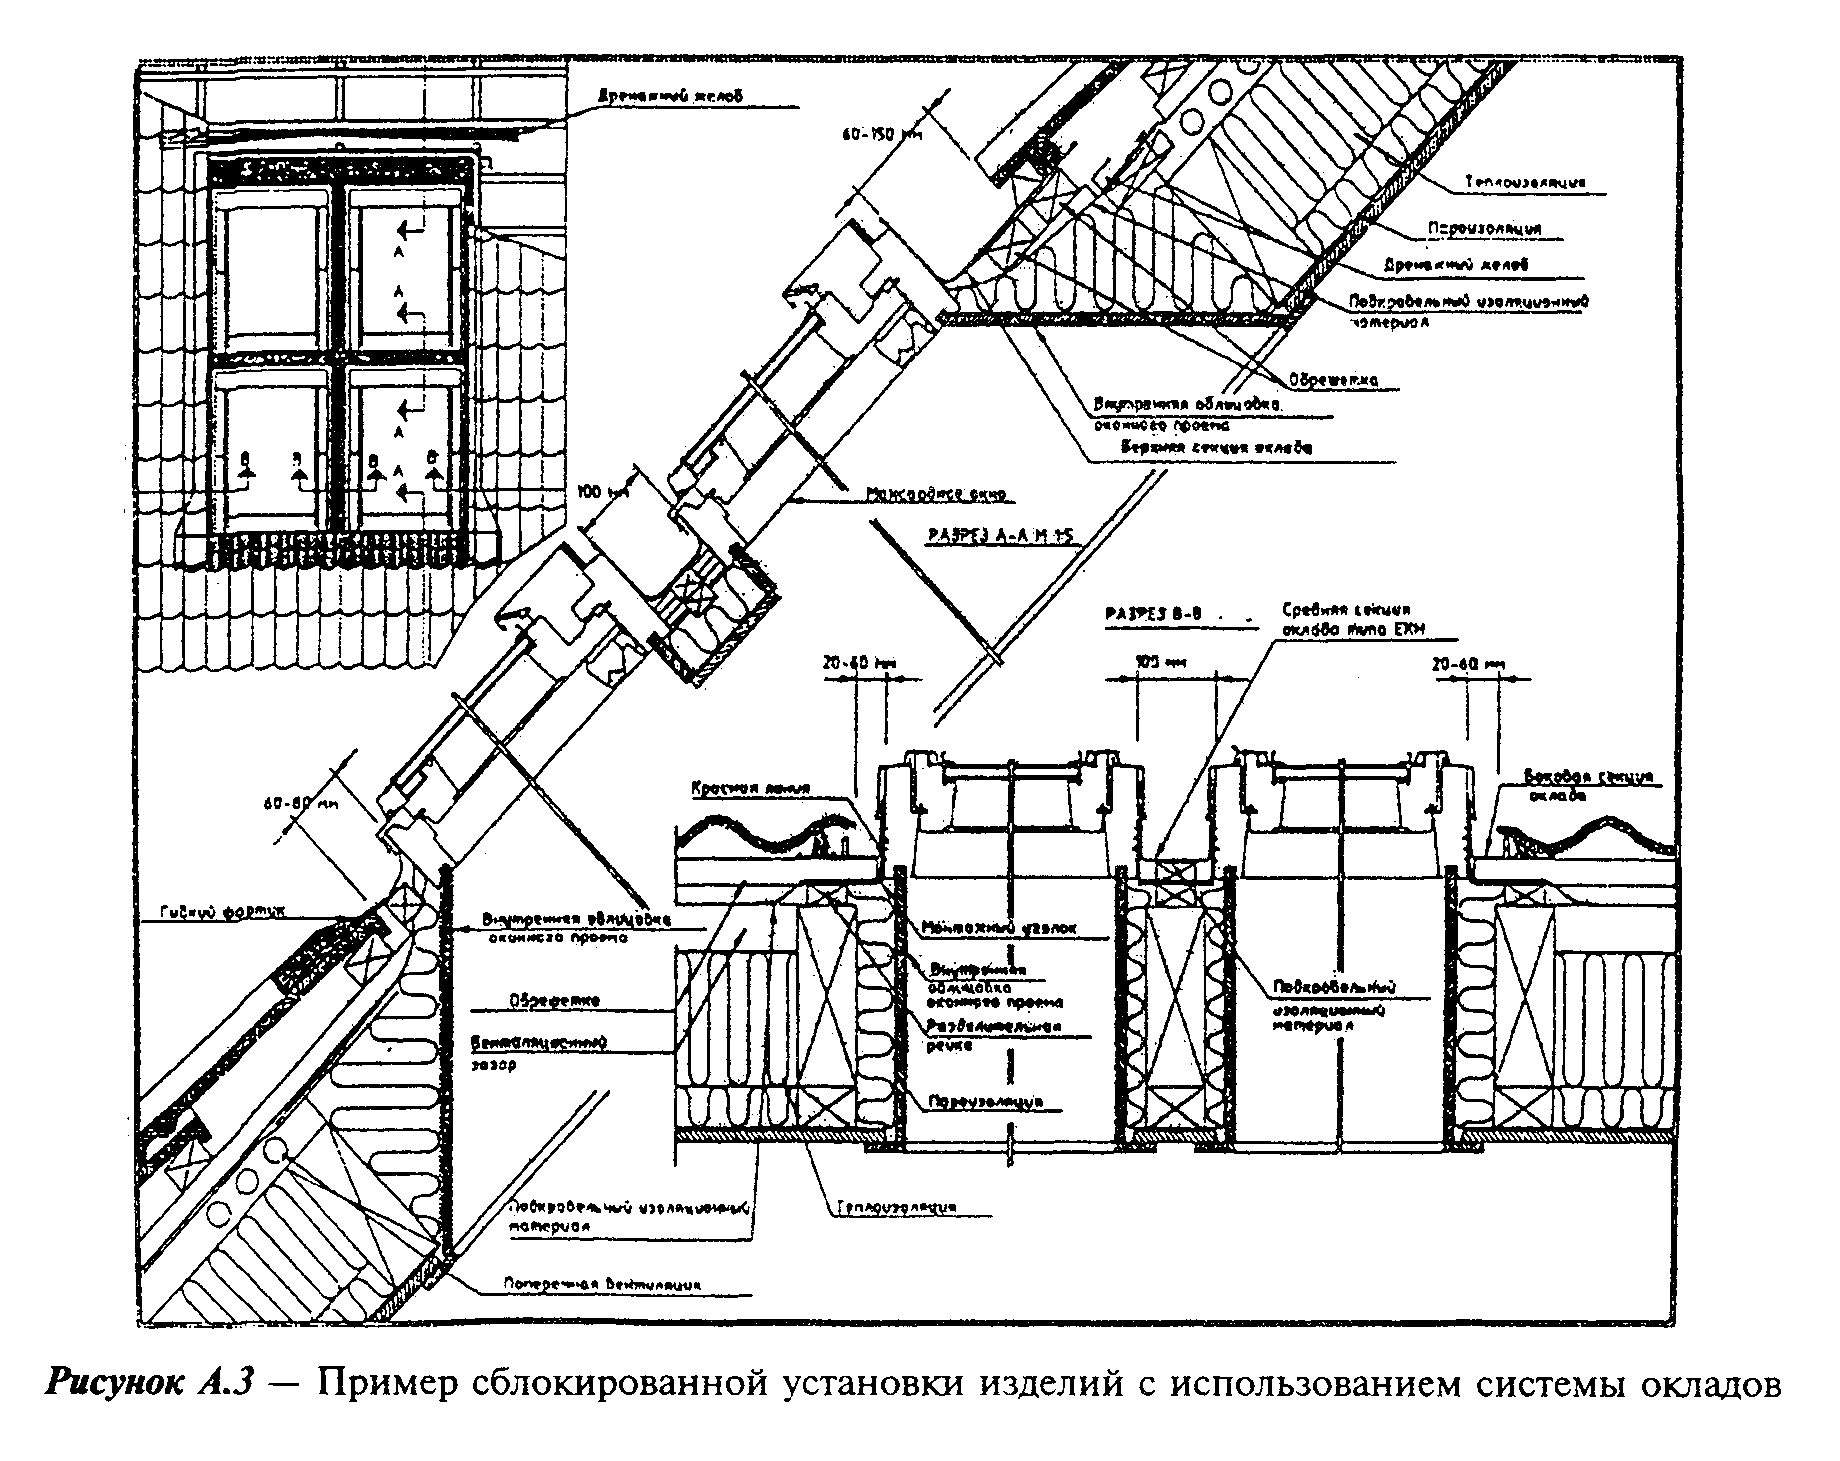 Дренажный желоб
60-150 мм
Теплоизоляция
Пароизоляция
Дренажный желоб
Подкровельный изоляционный
материал
Обрешетка
Внутренняя облицовка
оконного проема
Верхняя секция оклада
Мансардное окно
РАЗРЕЗ А-А М 1:5
100 мм
А
А
А
А
В
В
В
В
РАЗРЕЗ В-В
Средняя секция
оклада типа ЕКН
20-60 мм
100 мм
20-60 мм
60-80 мм
Красная линия
Боковая секция
оклада
Гибкий фартук
Внутренняя облицовка
оконного проема
Монтажный уголок
Внутренняя
облицовка
оконного проема
Подкровельный
изоляционный
материал
Обрешетка
Разделительная
рейка
Вентиляционный
зазор
Пароизоляция
Подкровельный изоляционный
материал
Теплоизоляция
Поперечная вентиляция
Рисунок А.3 — Пример сблокированной установки изделий с использованием системы окладов